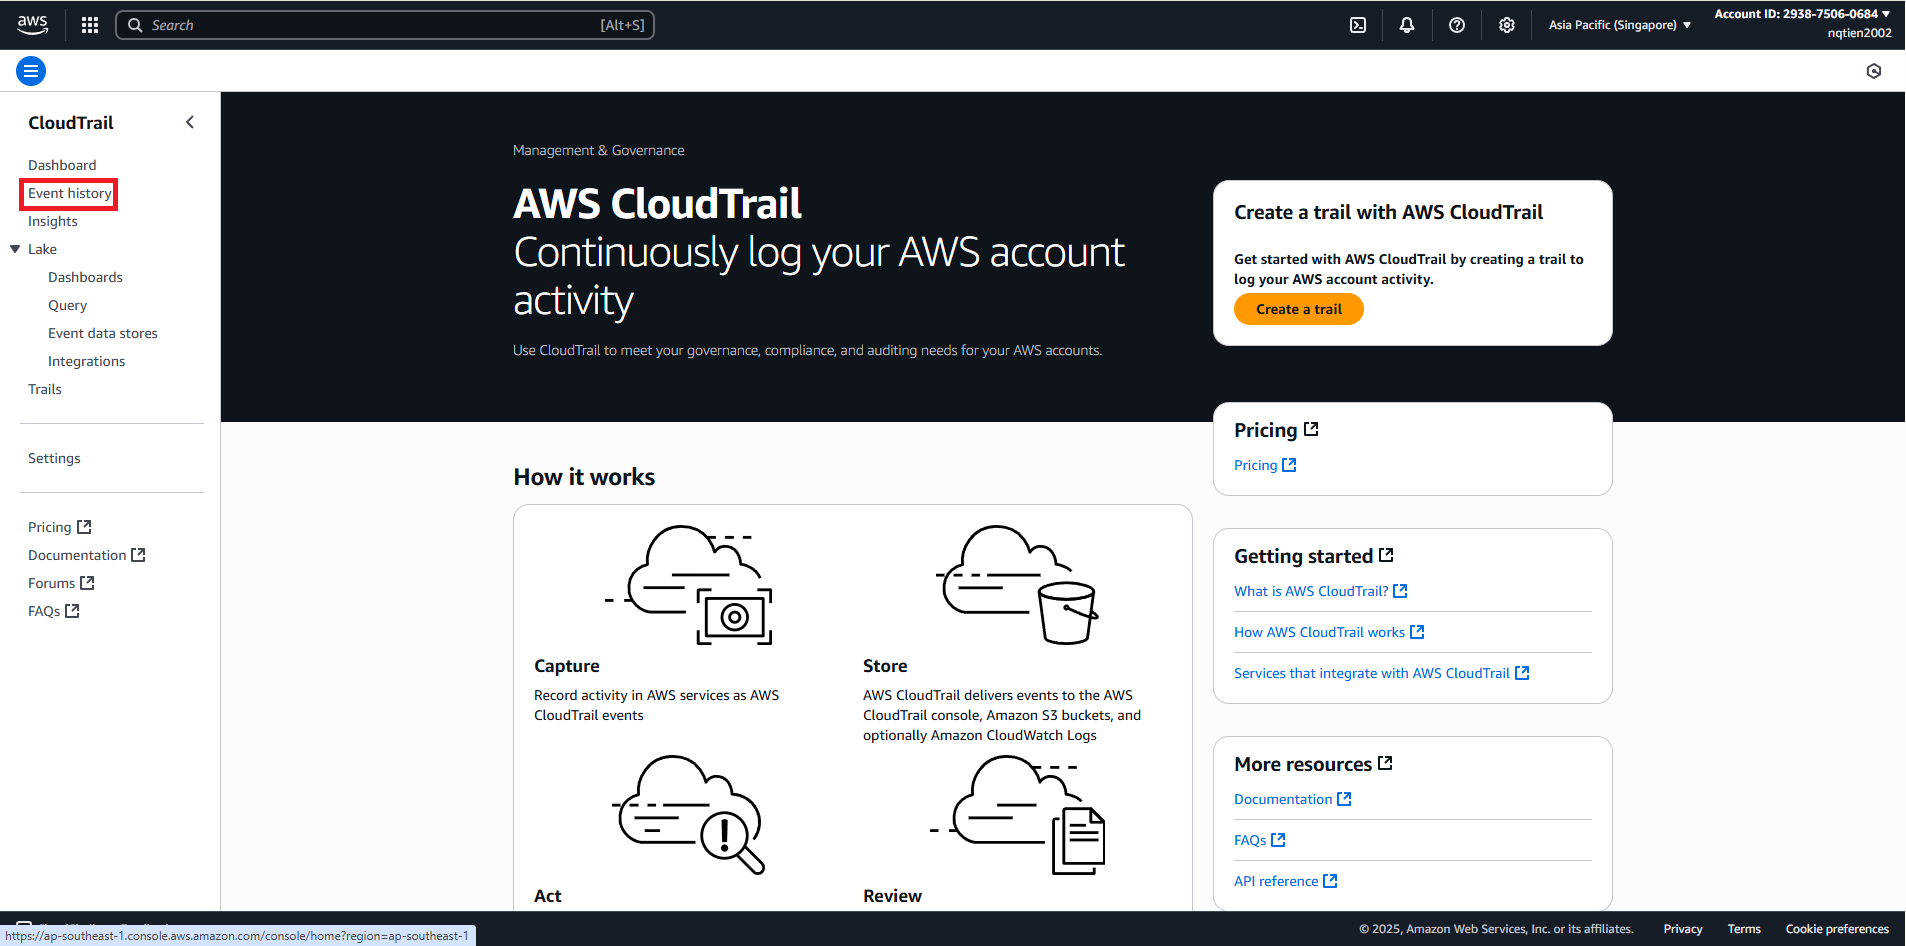 aws
Search
[Alt+S]
Asia Pacific (Singapore)
Account ID: 2938-7506-0684
nqtien2002
CloudTrail
Dashboard
Event history
Insights
Lake
Dashboards
Query
Event data stores
Integrations
Trails
Settings
Pricing
Documentation
Forums
FAQs
Management & Governance
AWS CloudTrail
Continuously log your AWS account
activity
Use CloudTrail to meet your governance, compliance, and auditing needs for your AWS accounts.
Create a trail with AWS CloudTrail
Get started with AWS CloudTrail by creating a trail to
log your AWS account activity.
Create a trail
Pricing
Pricing
How it works
Capture
Record activity in AWS services as AWS
CloudTrail events
Store
AWS CloudTrail delivers events to the AWS
CloudTrail console, Amazon S3 buckets, and
optionally Amazon CloudWatch Logs
Act
Review
Getting started
What is AWS CloudTrail?
How AWS CloudTrail works
Services that integrate with AWS CloudTrail
More resources
Documentation
FAQs
API reference
https://ap-southeast-1.console.aws.amazon.com/console/home?region=ap-southeast-1
© 2025, Amazon Web Services, Inc. or its affiliates.
Privacy
Terms
Cookie preferences